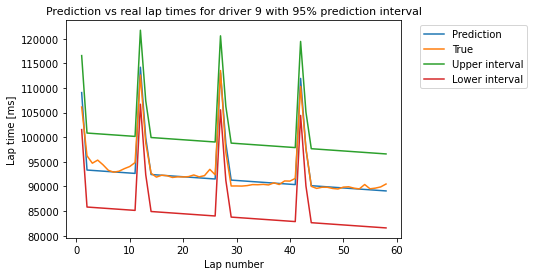 Prediction vs real lap times for driver 9 with 95% prediction interval
120000
115000
110000
105000
100000
95000
90000
85000
80000
Lap time [ms]
0 10 20 30 40 50 60
Lap number
Prediction
True
Upper interval
Lower interval